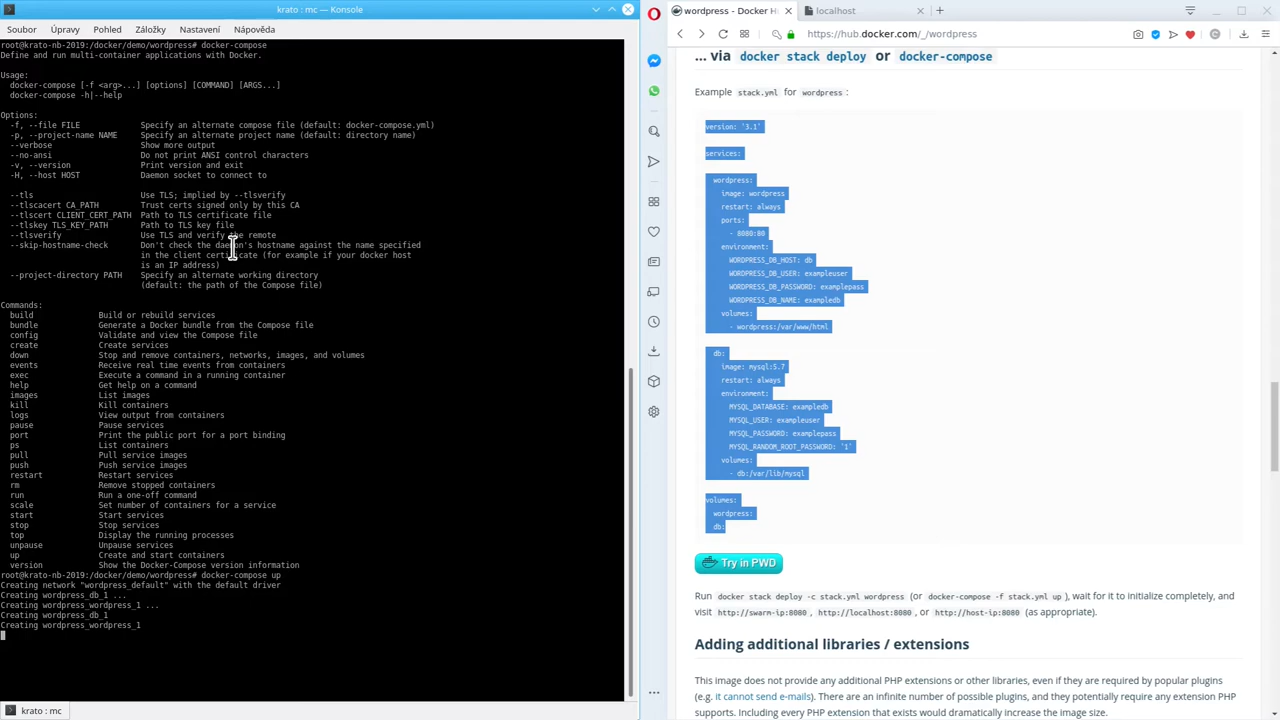 krato : mc — Konsole
Soubor Úpravy Pohled Záložky Nastavení Nápověda
root@krato-nb-2019:/docker/demo/wordpress# docker-compose
Define and run multi-container applications with Docker.
Usage:
docker-compose [-f <arg>...] [options] [COMMAND] [ARGS...]
docker-compose -h|--help
Options:
-f, --file FILE Specify an alternate compose file (default: docker-compose.yml)
-p, --project-name NAME Specify an alternate project name (default: directory name)
--verbose Show more output
--no-ansi Do not print ANSI control characters
-v, --version Print version and exit
-H, --host HOST Daemon socket to connect to
--tls Use TLS; implied by --tlsverify
--tlscacert CA_PATH Trust certs signed only by this CA
--tlscert CLIENT_CERT_PATH Path to TLS certificate file
--tlskey TLS_KEY_PATH Path to TLS key file
--tlsverify Use TLS and verify the remote
--skip-hostname-check Don't check the daemon's hostname against the name specified
in the client certificate (for example if your docker host
is an IP address)
--project-directory PATH Specify an alternate working directory
(default: the path of the Compose file)
Commands:
build Build or rebuild services
bundle Generate a Docker bundle from the Compose file
config Validate and view the Compose file
create Create services
down Stop and remove containers, networks, images, and volumes
events Receive real time events from containers
exec Execute a command in a running container
help Get help on a command
images List images
kill Kill containers
logs View output from containers
pause Pause services
port Print the public port for a port binding
ps List containers
pull Pull service images
push Push service images
restart Restart services
rm Remove stopped containers
run Run a one-off command
scale Set number of containers for a service
start Start services
stop Stop services
top Display the running processes
unpause Unpause services
up Create and start containers
version Show the Docker-Compose version information
root@krato-nb-2019:/docker/demo/wordpress# docker-compose up
Creating network "wordpress_default" with the default driver
Creating wordpress_db_1 ...
Creating wordpress_wordpress_1 ...
Creating wordpress_db_1
Creating wordpress_wordpress_1
krato : mc
wordpress - Docker H
localhost
https://hub.docker.com/_/wordpress
... via docker stack deploy or docker-compose
Example stack.yml for wordpress :
version: '3.1'
services:
wordpress:
image: wordpress
restart: always
ports:
- 8080:80
environment:
WORDPRESS_DB_HOST: db
WORDPRESS_DB_USER: exampleuser
WORDPRESS_DB_PASSWORD: examplepass
WORDPRESS_DB_NAME: exampledb
volumes:
- wordpress:/var/www/html
db:
image: mysql:5.7
restart: always
environment:
MYSQL_DATABASE: exampledb
MYSQL_USER: exampleuser
MYSQL_PASSWORD: examplepass
MYSQL_RANDOM_ROOT_PASSWORD: '1'
volumes:
- db:/var/lib/mysql
volumes:
wordpress:
db:
Try in PWD
Run docker stack deploy -c stack.yml wordpress (or docker-compose -f stack.yml up ), wait for it to initialize completely, and
visit http://swarm-ip:8080 , http://localhost:8080 , or http://host-ip:8080 (as appropriate).
Adding additional libraries / extensions
This image does not provide any additional PHP extensions or other libraries, even if they are required by popular plugins
(e.g. it cannot send e-mails). There are an infinite number of possible plugins, and they potentially require any extension PHP
supports. Including every PHP extension that exists would dramatically increase the image size.